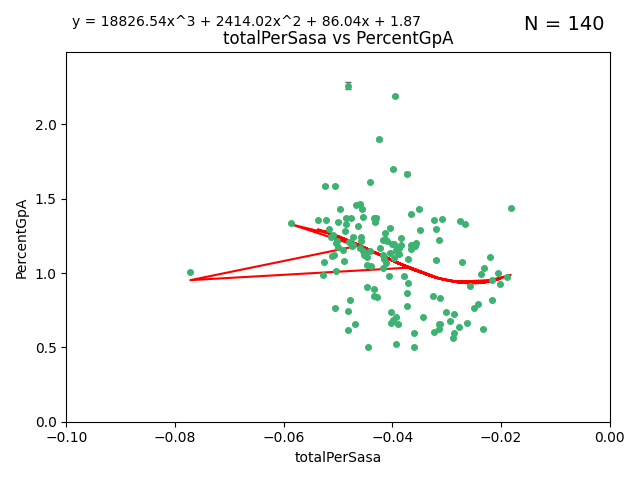 y = 18826.54x^3 + 2414.02x^2 + 86.04x + 1.87
N = 140
totalPerSasa vs PercentGpA
PercentGpA
2.0
1.5
1.0
0.5
0.0
−0.10 −0.08 −0.06 −0.04 −0.02 0.00
totalPerSasa